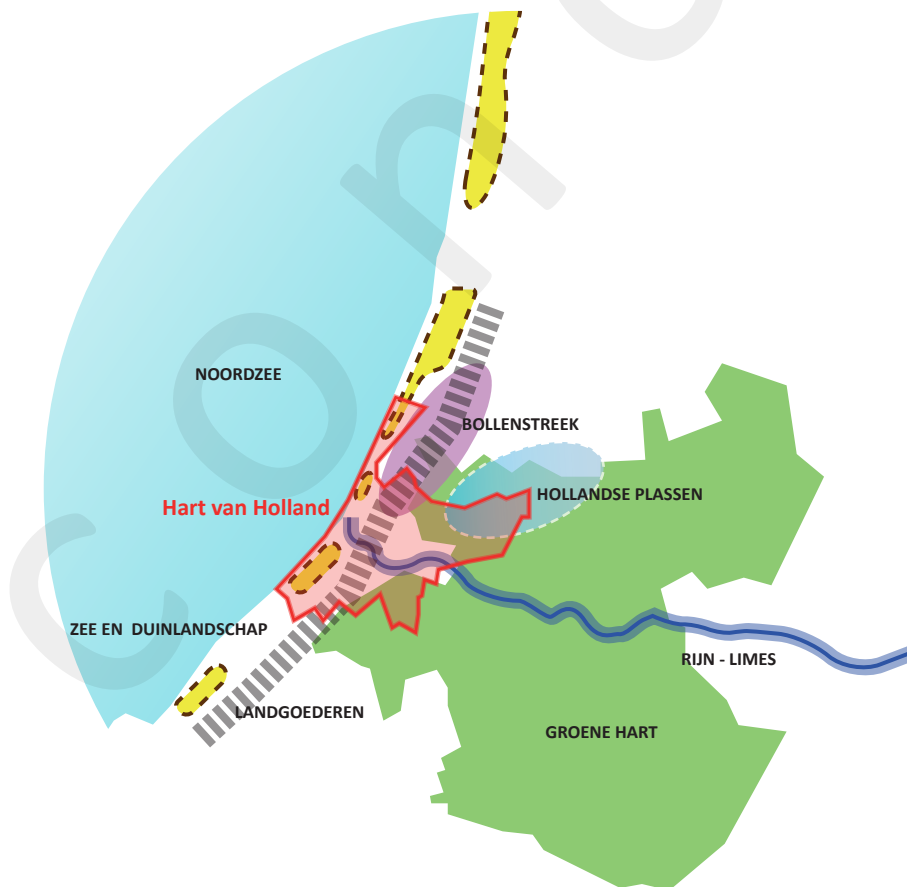 NOORDZEE
BOLLENSTREEK
HOLLANDSE PLASSEN
Hart van Holland
ZEE EN DUINLANDSCHAP
RIJN - LIMES
LANDGOEDEREN
GROENE HART